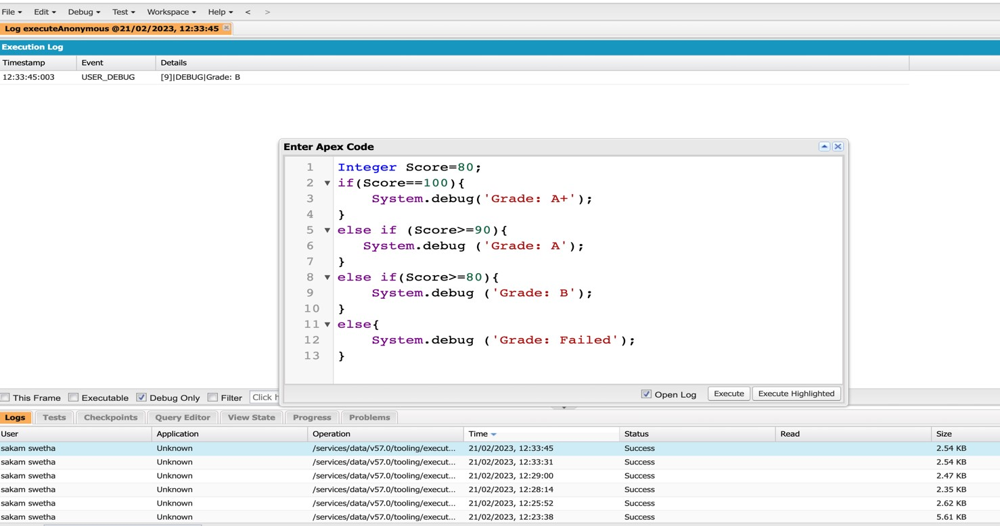 File Edit Debug Test Workspace Help < >
Log executeAnonymous @21/02/2023, 12:33:45
Execution Log
Timestamp Event Details
12:33:45:003 USER_DEBUG [9]|DEBUG|Grade: B
Enter Apex Code
1 Integer Score=80;
2 if(Score==100){
3 System.debug('Grade: A+');
4 }
5 else if (Score>=90){
6 System.debug ('Grade: A');
7 }
8 else if(Score>=80){
9 System.debug ('Grade: B');
10 }
11 else{
12 System.debug ('Grade: Failed');
13 }
Open Log Execute Execute Highlighted
This Frame Executable Debug Only Filter Click
Logs Tests Checkpoints Query Editor View State Progress Problems
User Application Operation Time Status Read Size
sakam swetha Unknown /services/data/v57.0/tooling/execut... 21/02/2023, 12:33:45 Success 2.54 KB
sakam swetha Unknown /services/data/v57.0/tooling/execut... 21/02/2023, 12:33:31 Success 2.54 KB
sakam swetha Unknown /services/data/v57.0/tooling/execut... 21/02/2023, 12:29:00 Success 2.47 KB
sakam swetha Unknown /services/data/v57.0/tooling/execut... 21/02/2023, 12:28:14 Success 2.35 KB
sakam swetha Unknown /services/data/v57.0/tooling/execut... 21/02/2023, 12:25:52 Success 2.62 KB
sakam swetha Unknown /services/data/v57.0/tooling/execut... 21/02/2023, 12:23:38 Success 5.61 KB